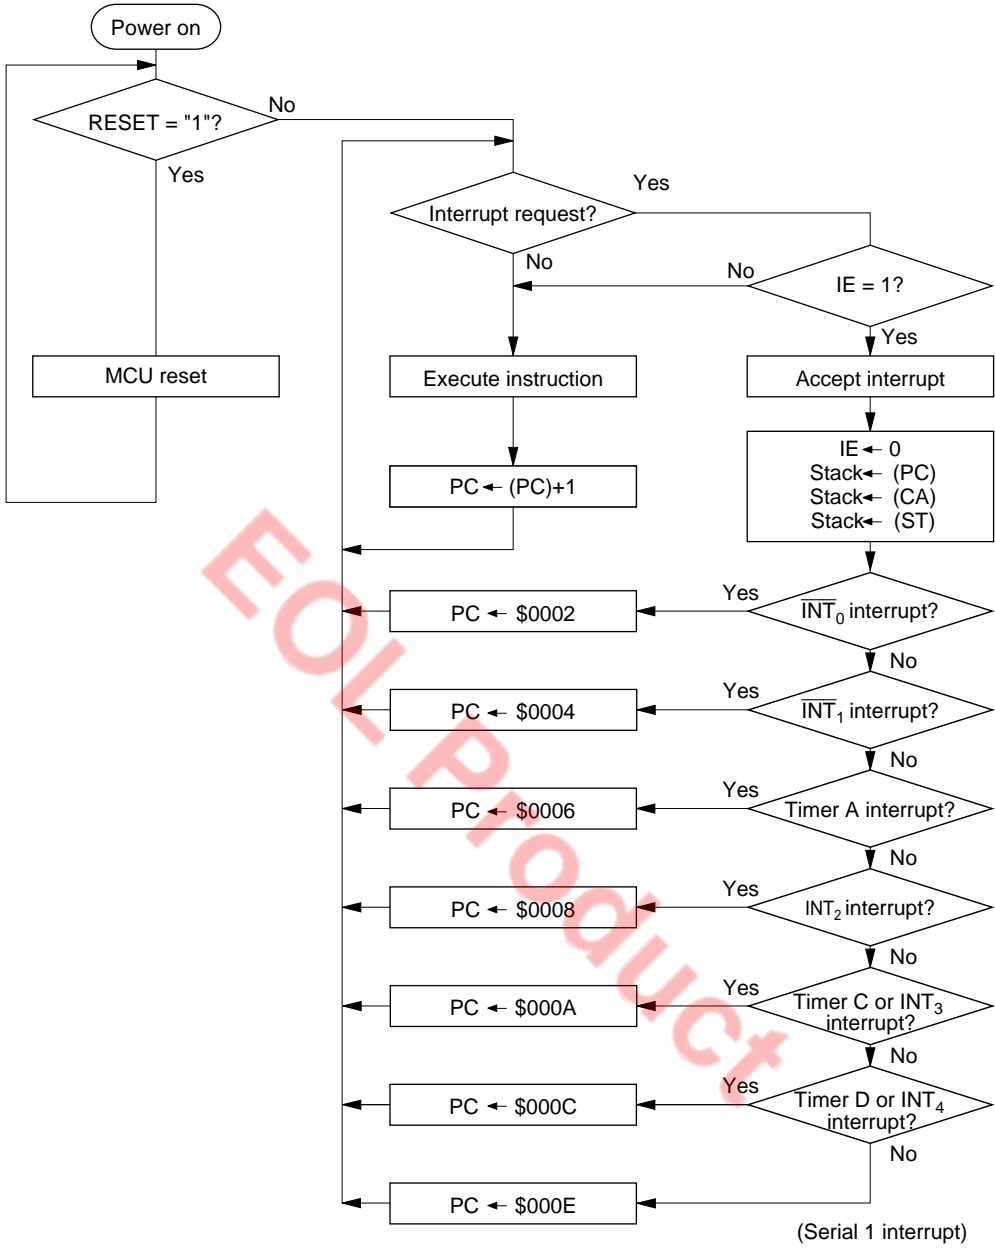 Power on
RESET = "1"?
No
Yes
Interrupt request?
Yes
No
No
IE = 1?
Yes
MCU reset
Execute instruction
Accept interrupt
PC ← (PC)+1
IE ← 0
Stack ← (PC)
Stack ← (CA)
Stack ← (ST)
PC ← $0002
Yes
I̅N̅T̅₀ interrupt?
No
PC ← $0004
Yes
I̅N̅T̅₁ interrupt?
No
PC ← $0006
Yes
Timer A interrupt?
No
PC ← $0008
Yes
INT₂ interrupt?
No
PC ← $000A
Yes
Timer C or INT₃
interrupt?
No
PC ← $000C
Yes
Timer D or INT₄
interrupt?
No
PC ← $000E
(Serial 1 interrupt)
EOL Product